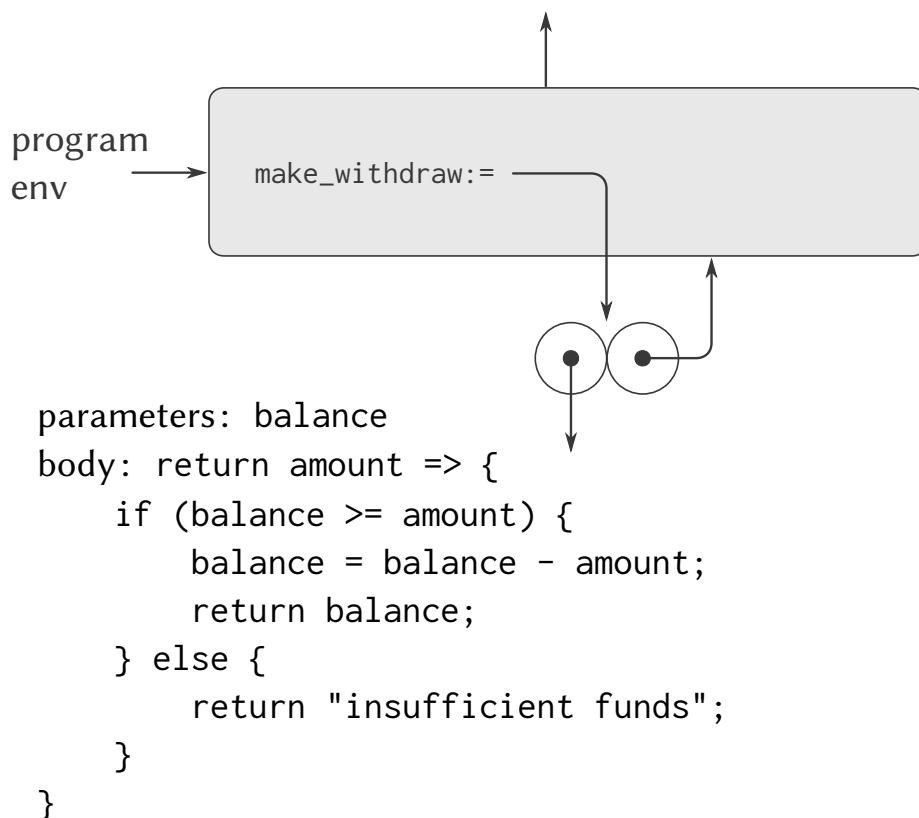 program
env
make_withdraw:=
parameters: balance
body: return amount => {
    if (balance >= amount) {
        balance = balance - amount;
        return balance;
    } else {
        return "insufficient funds";
    }
}